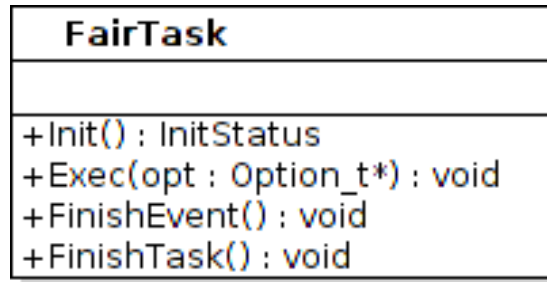 FairTask
+Init() : InitStatus
+Exec(opt : Option_t*) : void
+FinishEvent() : void
+FinishTask() : void